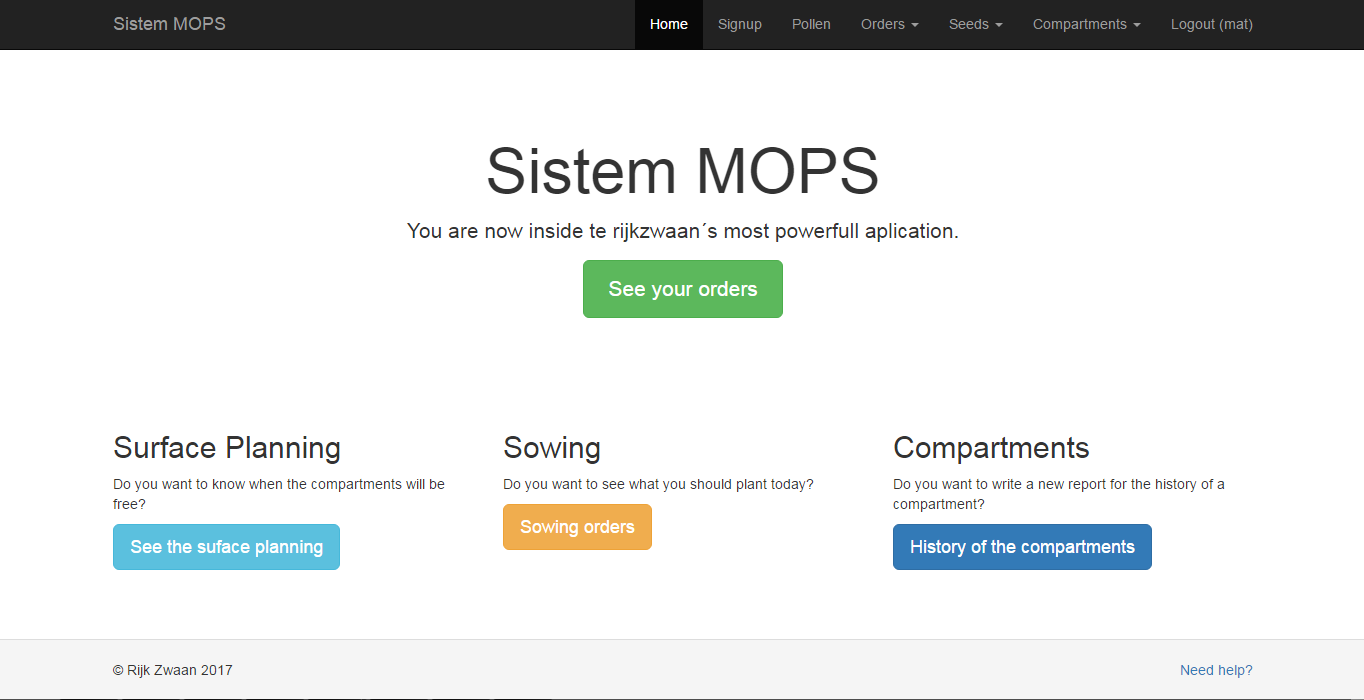 Sistem MOPS
Home Signup Pollen Orders Seeds Compartments Logout (mat)
Sistem MOPS
You are now inside te rijkzwaan´s most powerfull aplication.
See your orders
Surface Planning
Do you want to know when the compartments will be
free?
See the suface planning
Sowing
Do you want to see what you should plant today?
Sowing orders
Compartments
Do you want to write a new report for the history of a
compartment?
History of the compartments
© Rijk Zwaan 2017
Need help?